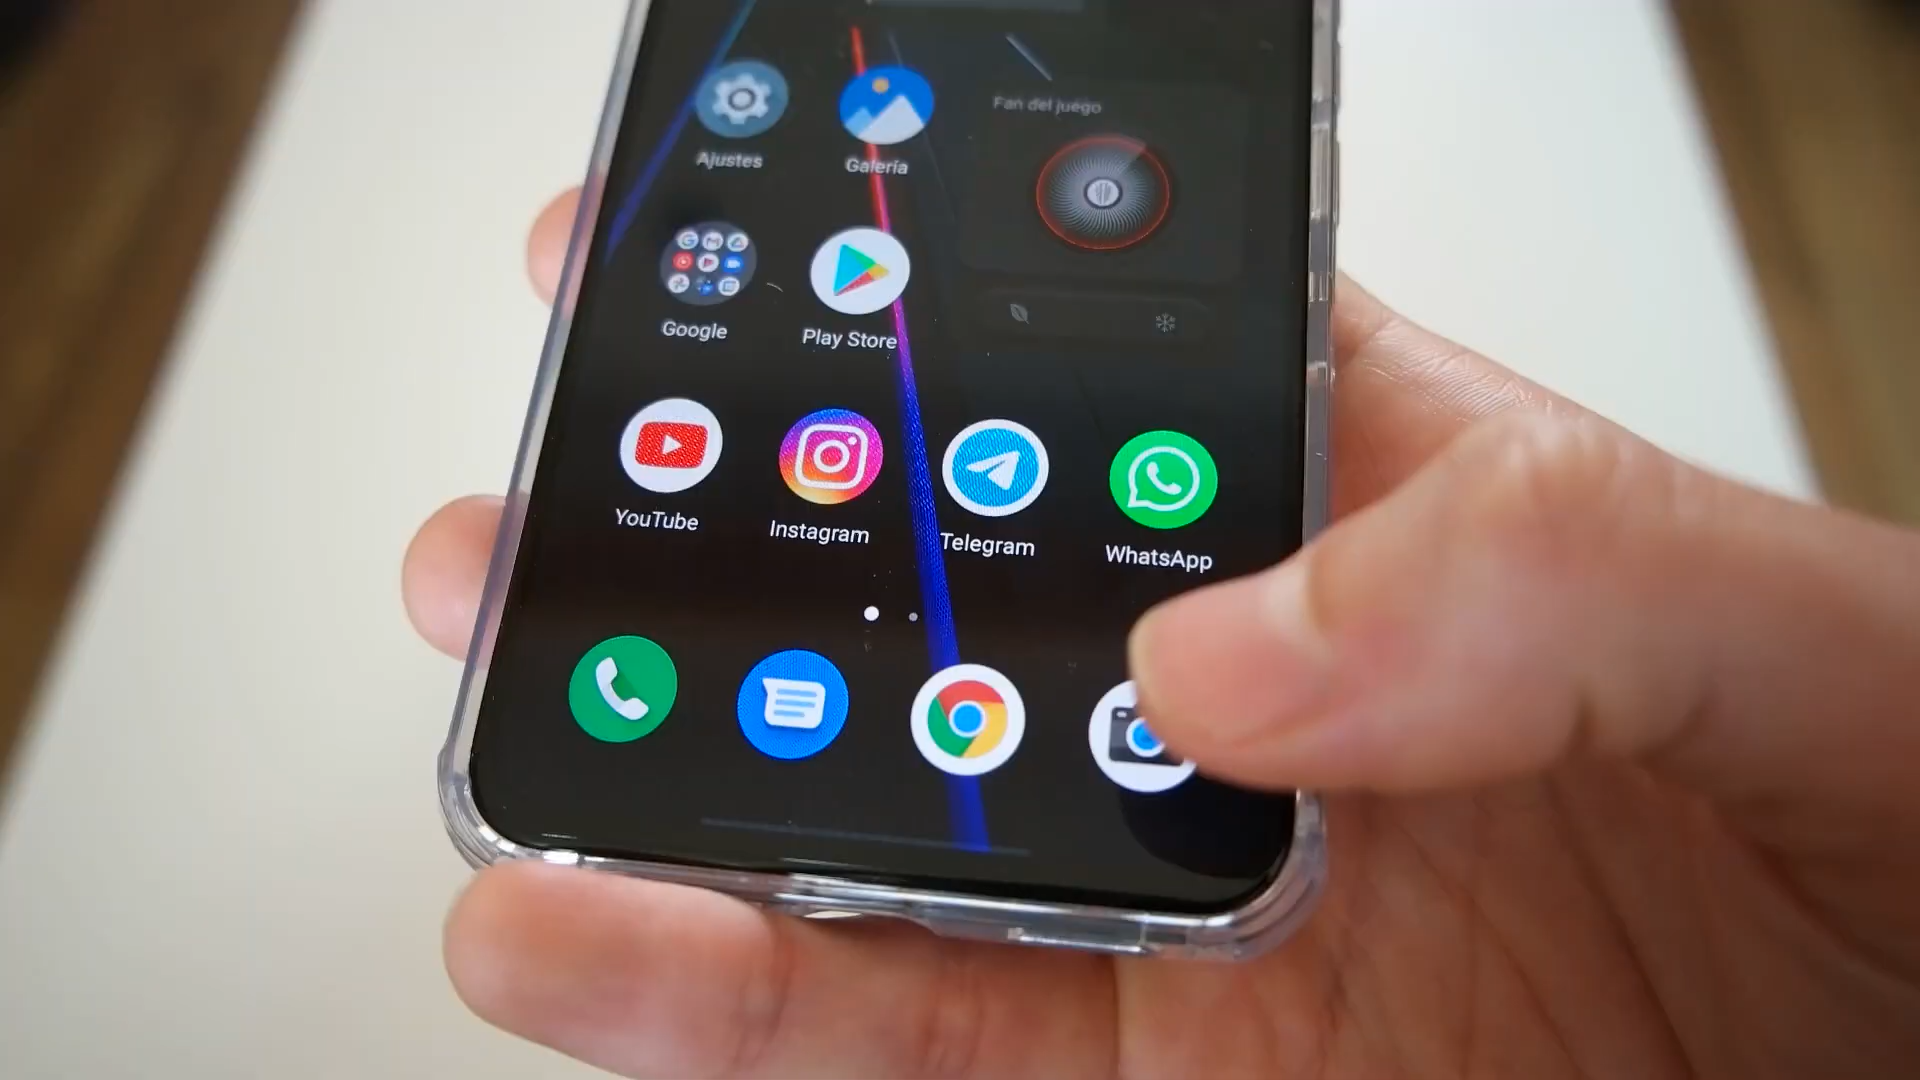 Fan del juego
Ajustes
Galería
Google
Play Store
YouTube
Instagram
Telegram
WhatsApp